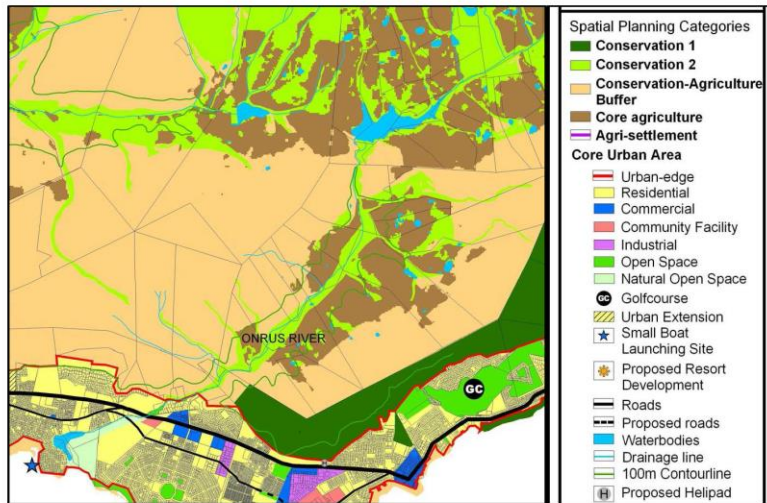 ONRUS RIVER
GC
H
Spatial Planning Categories
Conservation 1
Conservation 2
Conservation-Agriculture
Buffer
Core agriculture
Agri-settlement
Core Urban Area
Urban-edge
Residential
Commercial
Community Facility
Industrial
Open Space
Natural Open Space
GC Golfcourse
Urban Extension
Small Boat
Launching Site
Proposed Resort
Development
Roads
Proposed roads
Waterbodies
Drainage line
100m Contourline
H Proposed Helipad